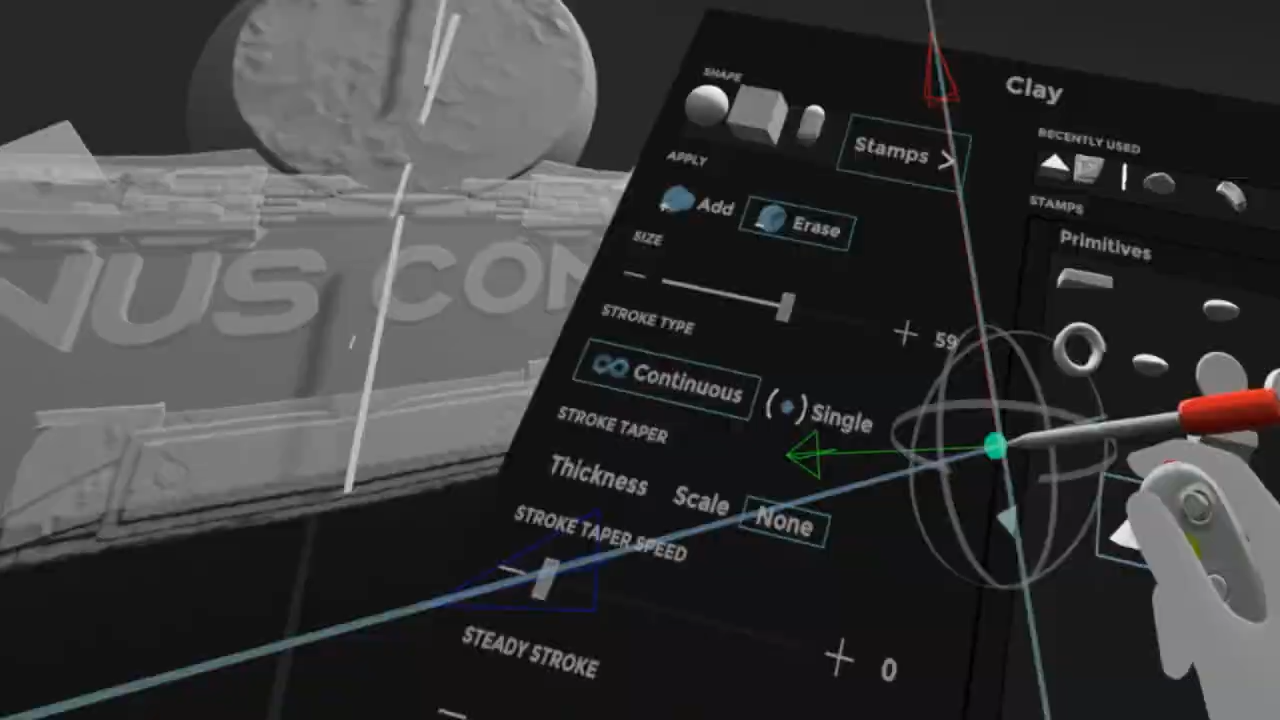 NUS CON
Clay
SHAPE
Stamps >
APPLY
Add
Erase
SIZE
59
STROKE TYPE
Continuous
Single
STROKE TAPER
Thickness
Scale
None
STROKE TAPER SPEED
0
STEADY STROKE
RECENTLY USED
STAMPS
Primitives